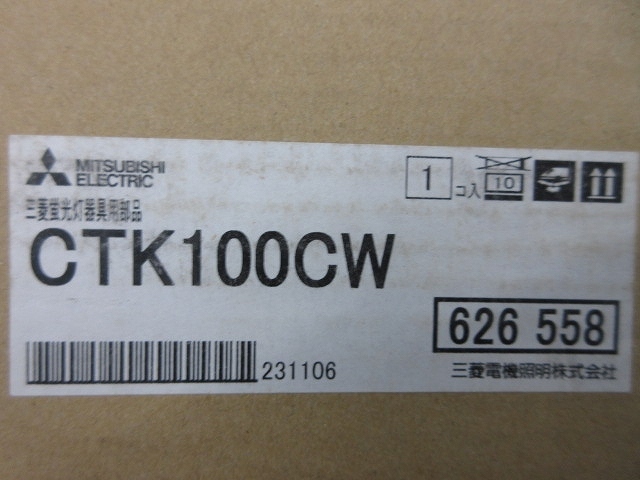 MITSUBISHI
ELECTRIC
1コ入
10
三菱蛍光灯器具用部品
CTK100CW
626 558
231106
三菱電機照明株式会社